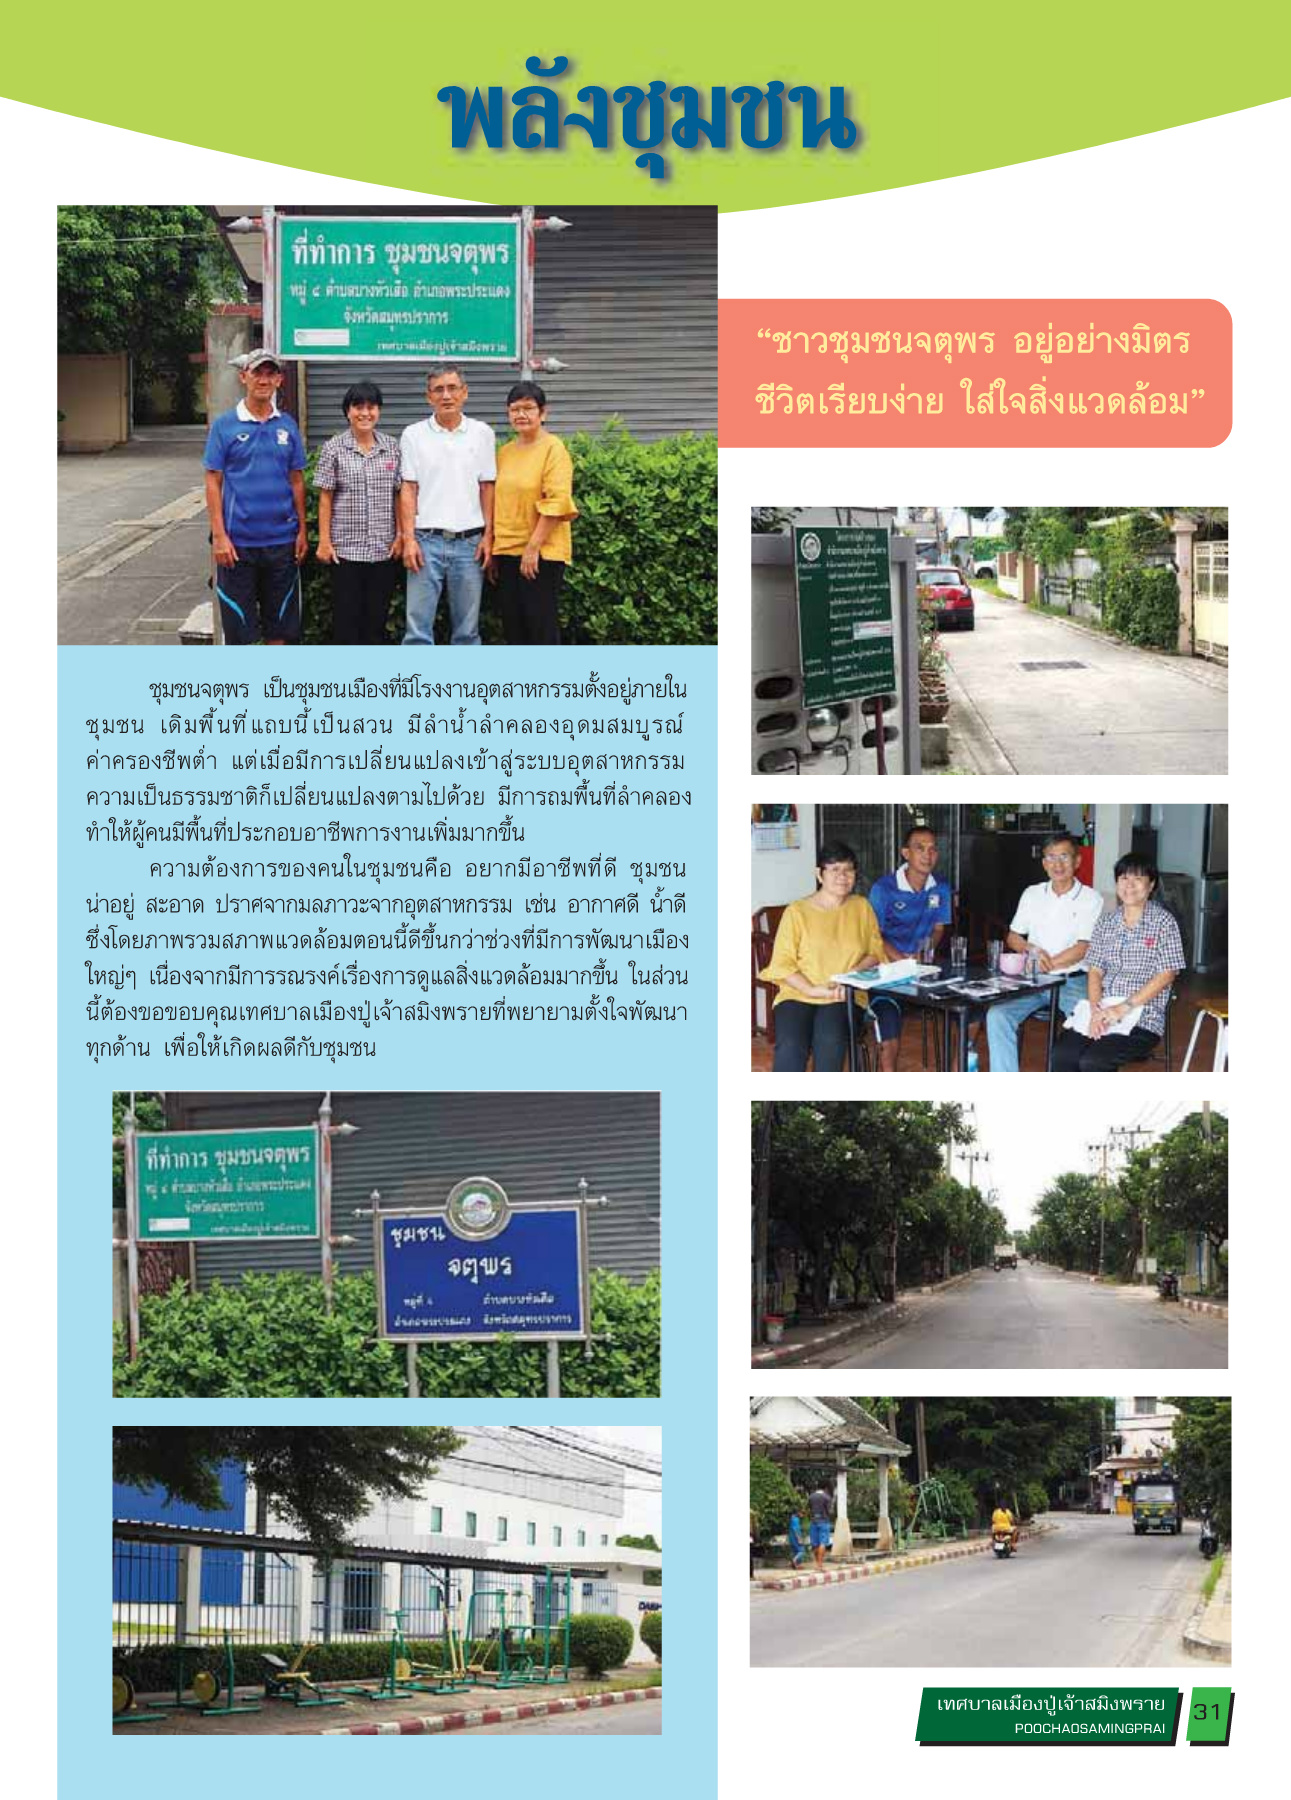 พลังชุมชน
ที่ทำการ ชุมชนจตุพร
หมู่ ๔ ตำบลบางหัวเสือ อำเภอพระประแดง
จังหวัดสมุทรปราการ
เทศบาลเมืองปู่เจ้าสมิงพราย
“ชาวชุมชนจตุพร อยู่อย่างมิตร
ชีวิตเรียบง่าย ใส่ใจสิ่งแวดล้อม”
ชุมชนจตุพร เป็นชุมชนเมืองที่มีโรงงานอุตสาหกรรมตั้งอยู่ภายใน
ชุมชน เดิมพื้นที่แถบนี้เป็นสวน มีลำน้ำลำคลองอุดมสมบูรณ์
ค่าครองชีพต่ำ แต่เมื่อมีการเปลี่ยนแปลงเข้าสู่ระบบอุตสาหกรรม
ความเป็นธรรมชาติก็เปลี่ยนแปลงตามไปด้วย มีการถมพื้นที่ลำคลอง
ทำให้ผู้คนมีพื้นที่ประกอบอาชีพการงานเพิ่มมากขึ้น
ความต้องการของคนในชุมชนคือ อยากมีอาชีพที่ดี ชุมชน
น่าอยู่ สะอาด ปราศจากมลภาวะจากอุตสาหกรรม เช่น อากาศดี น้ำดี
ซึ่งโดยภาพรวมสภาพแวดล้อมตอนนี้ดีขึ้นกว่าช่วงที่มีการพัฒนาเมือง
ใหญ่ๆ เนื่องจากมีการรณรงค์เรื่องการดูแลสิ่งแวดล้อมมากขึ้น ในส่วน
นี้ต้องขอขอบคุณเทศบาลเมืองปู่เจ้าสมิงพรายที่พยายามตั้งใจพัฒนา
ทุกด้าน เพื่อให้เกิดผลดีกับชุมชน
ที่ทำการ ชุมชนจตุพร
หมู่ ๔ ตำบลบางหัวเสือ อำเภอพระประแดง
จังหวัดสมุทรปราการ
เทศบาลเมืองปู่เจ้าสมิงพราย
ชุมชน
จตุพร
หมู่ที่ ๔ ตำบลบางหัวเสือ
อำเภอพระประแดง จังหวัดสมุทรปราการ
เทศบาลเมืองปู่เจ้าสมิงพราย
POOCHAOSAMINGPRAI
31